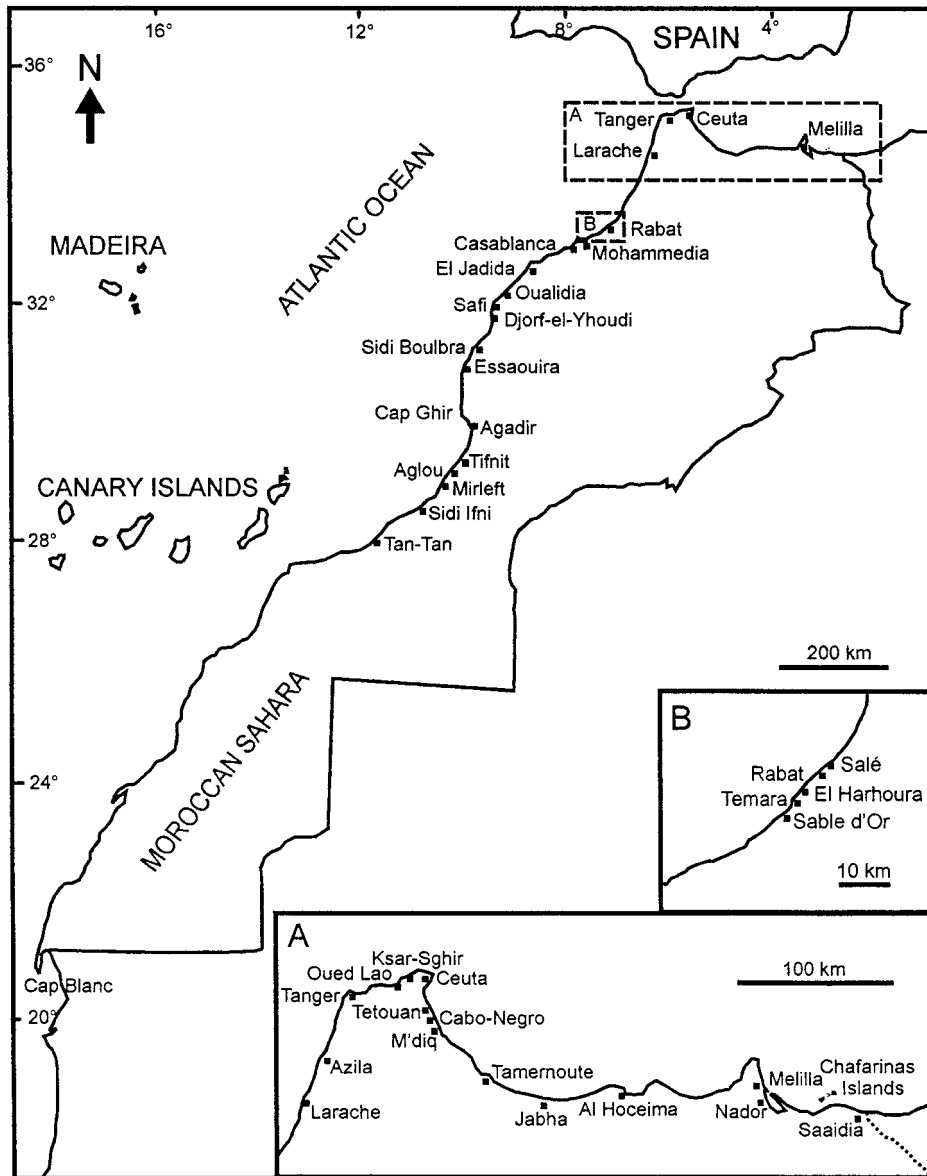 16°
12°
8°
4°
36°
32°
28°
24°
20°
N
SPAIN
A
Tanger
Ceuta
Melilla
Larache
ATLANTIC OCEAN
MADEIRA
B
Rabat
Casablanca
Mohammedia
El Jadida
Oualidia
Safi
Djorf-el-Yhoudi
Sidi Boulbra
Essaouira
Cap Ghir
Agadir
Tifnit
Aglou
Mirleft
CANARY ISLANDS
Sidi Ifni
Tan-Tan
200 km
MOROCCAN SAHARA
Cap Blanc
B
Rabat
Salé
Temara
El Harhoura
Sable d'Or
10 km
A
Ksar-Sghir
Oued Lao
Ceuta
Tanger
Tetouan
Cabo-Negro
M'diq
100 km
Azila
Larache
Tamernoute
Jabha
Al Hoceima
Melilla
Nador
Chafarinas
Islands
Saaidia